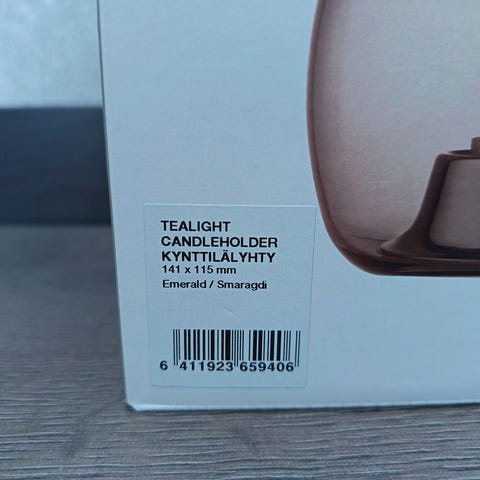 TEALIGHT
CANDLEHOLDER
KYNTTILÄLYHTY
141 x 115 mm
Emerald / Smaragdi
6 411923 659406